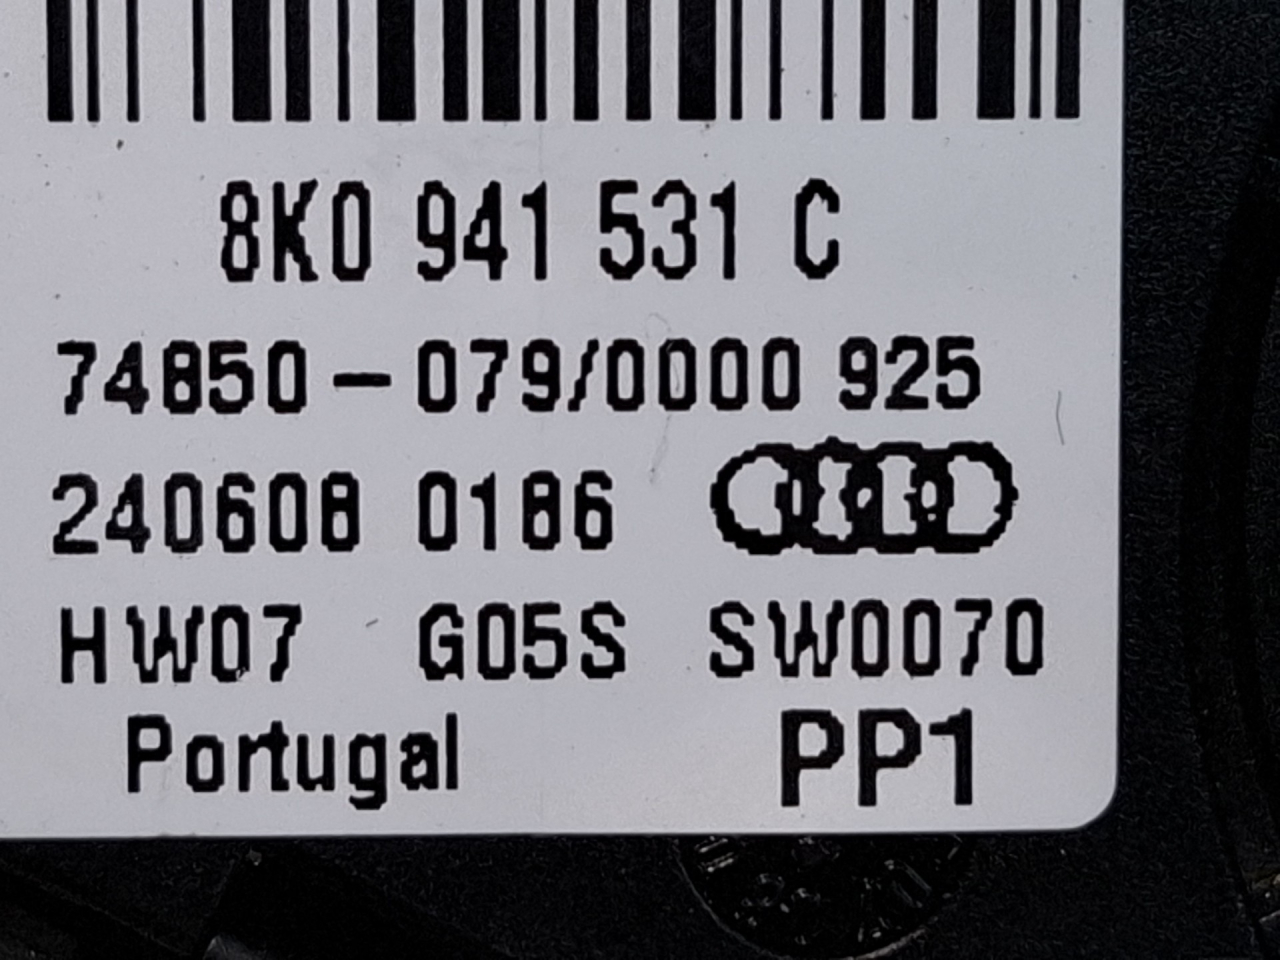 8K0 941 531 C
74850-079/0000 925
240608 0186
HW07 G05S SW0070
Portugal PP1